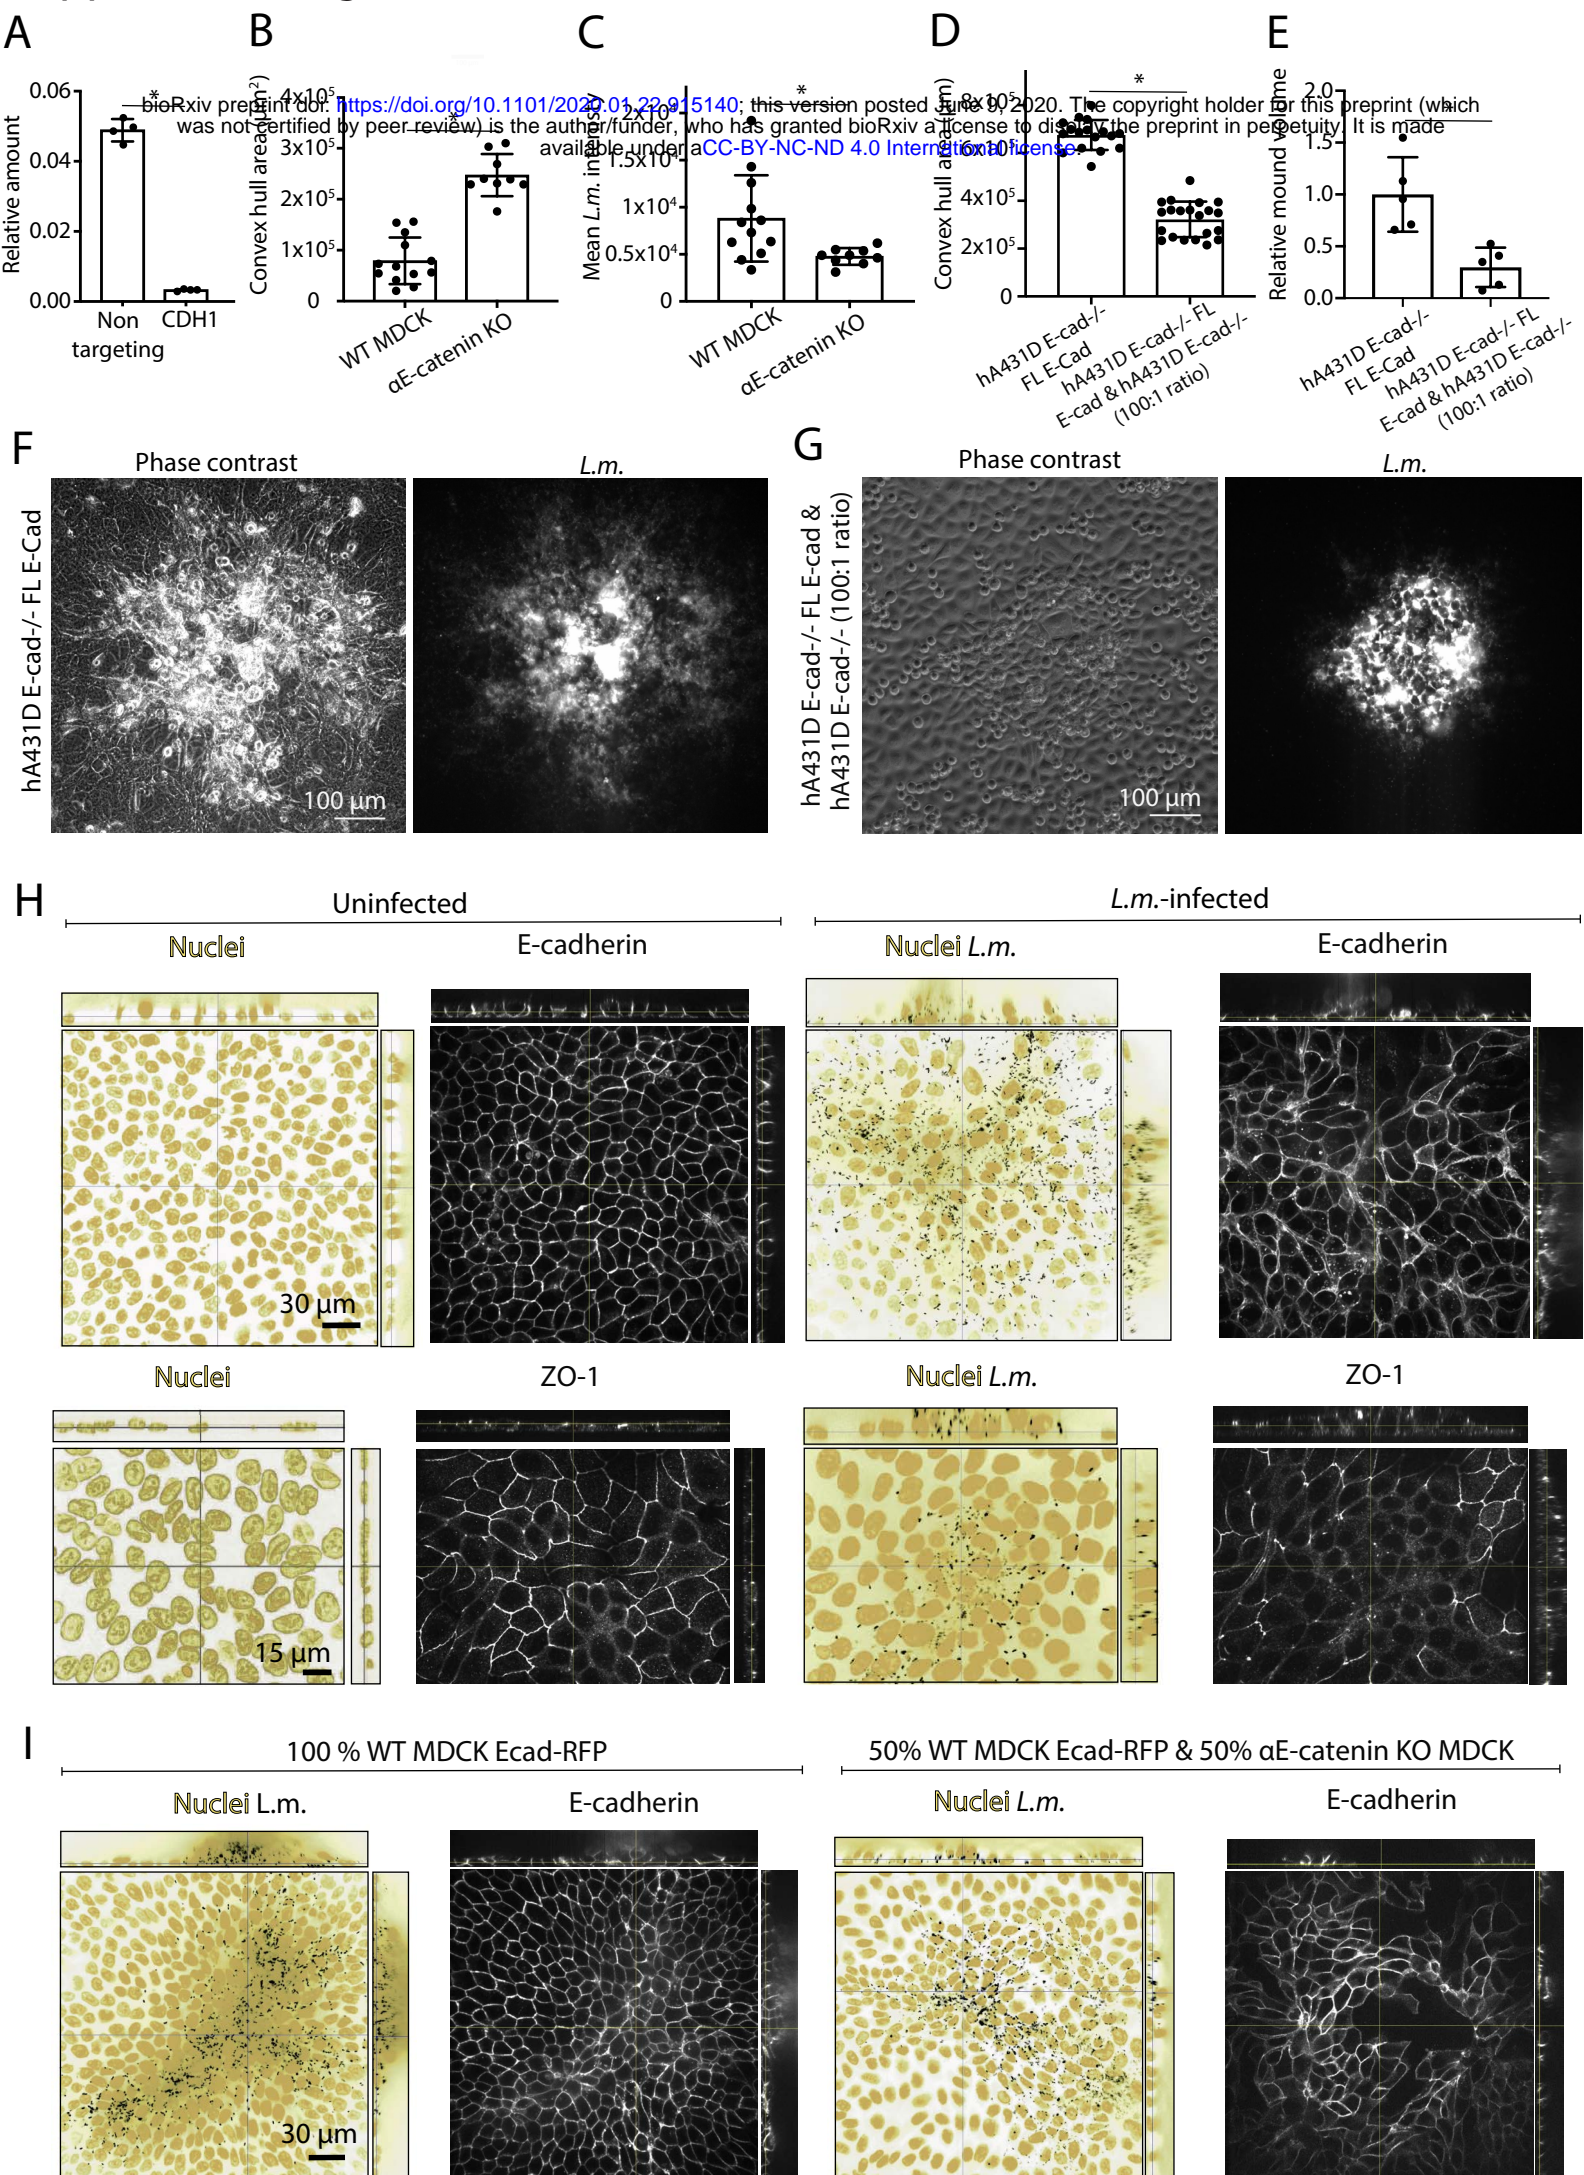 A
B
C
D
E
bioRxiv preprint doi: https://doi.org/10.1101/2020.01.22.915140; this version posted June 9, 2020. The copyright holder for this preprint (which
was not certified by peer review) is the author/funder, who has granted bioRxiv a license to display the preprint in perpetuity. It is made
available under aCC-BY-NC-ND 4.0 International license.
Relative amount
0.06
0.04
0.02
0.00
*
Non
targeting
CDH1
Convex hull area (μm²)
4x10⁵
3x10⁵
2x10⁵
1x10⁵
0
*
WT MDCK
αE-catenin KO
Mean L.m. intensity
2x10⁴
1.5x10⁴
1x10⁴
0.5x10⁴
0
*
WT MDCK
αE-catenin KO
Convex hull area (μm)
8x10⁵
6x10⁵
4x10⁵
2x10⁵
0
*
hA431D E-cad-/-
FL E-Cad
hA431D E-cad-/- FL
E-cad & hA431D E-cad-/-
(100:1 ratio)
Relative mound volume
2.0
1.5
1.0
0.5
0.0
*
hA431D E-cad-/-
FL E-Cad
hA431D E-cad-/- FL
E-cad & hA431D E-cad-/-
(100:1 ratio)
F
Phase contrast
L.m.
hA431D E-cad-/- FL E-Cad
100 μm
G
Phase contrast
L.m.
hA431D E-cad-/- FL E-cad &
hA431D E-cad-/- (100:1 ratio)
100 μm
H
Uninfected
L.m.-infected
Nuclei
E-cadherin
Nuclei L.m.
E-cadherin
30 μm
Nuclei
ZO-1
Nuclei L.m.
ZO-1
15 μm
I
100 % WT MDCK Ecad-RFP
50% WT MDCK Ecad-RFP & 50% αE-catenin KO MDCK
Nuclei L.m.
E-cadherin
Nuclei L.m.
E-cadherin
30 μm